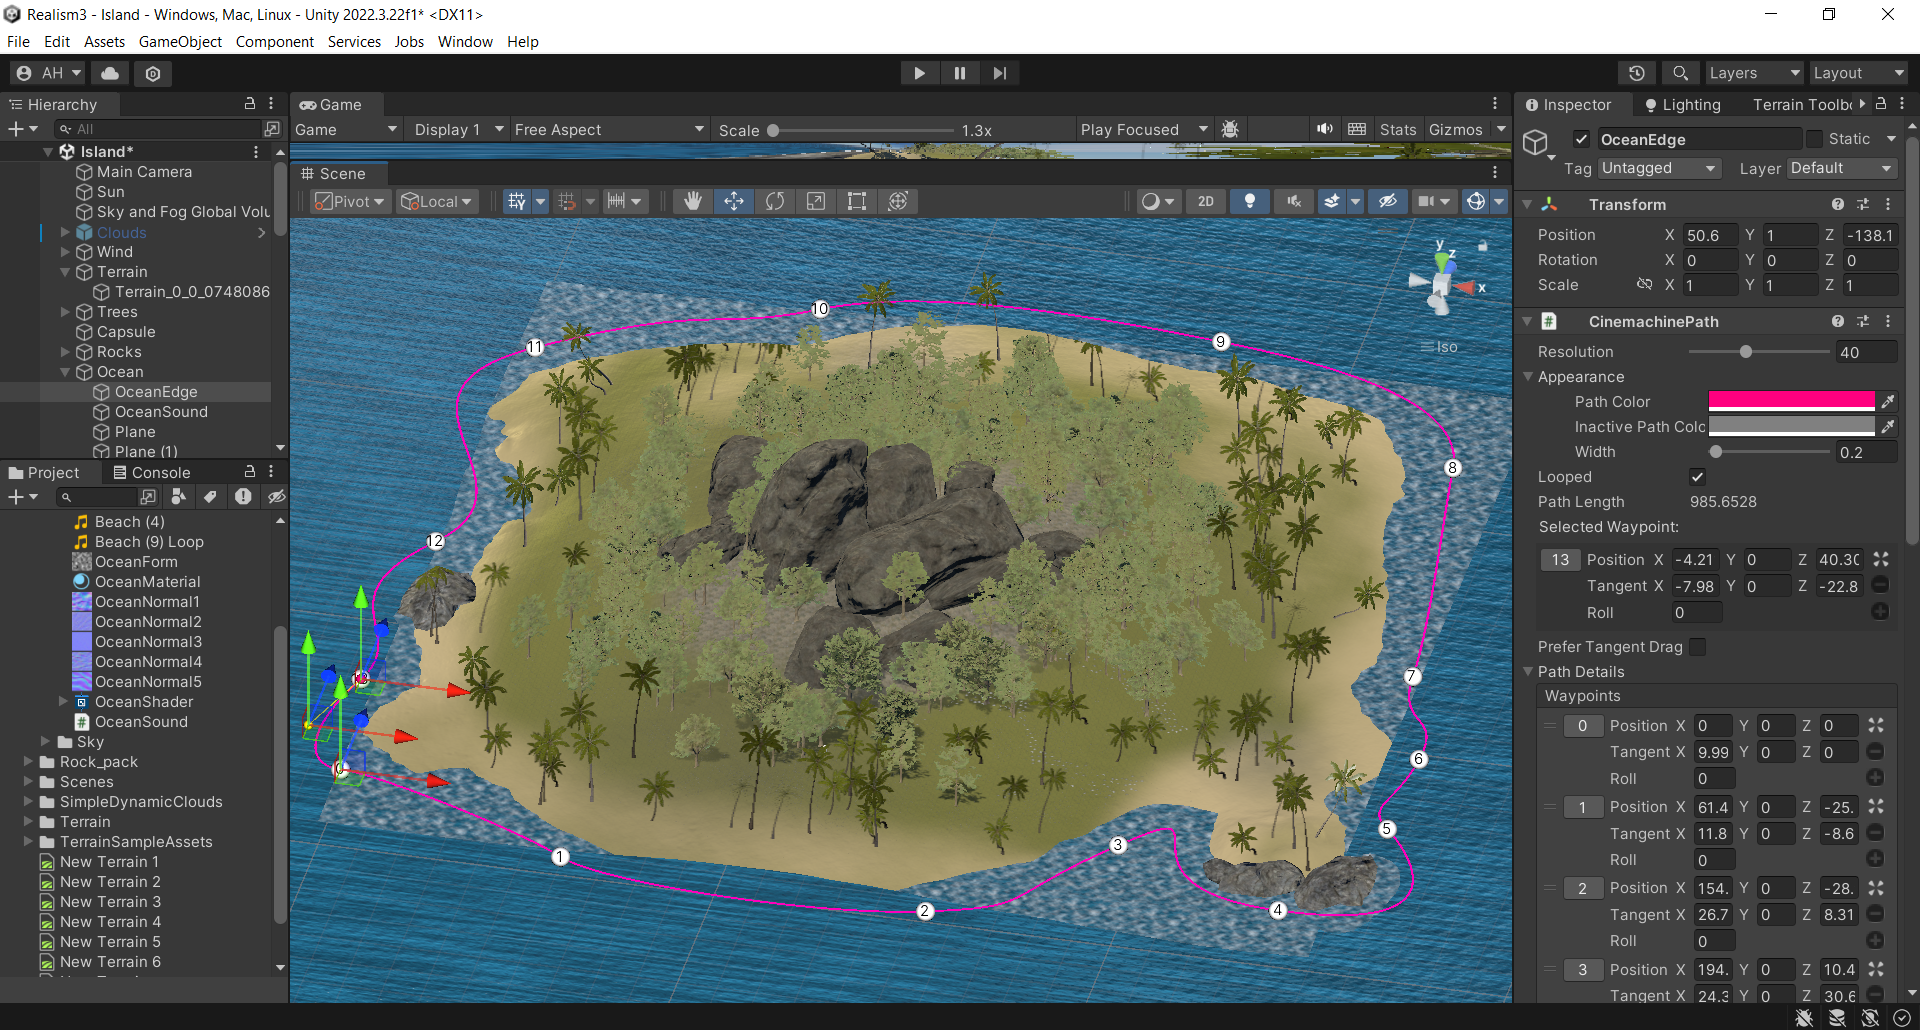 Realism3 - Island - Windows, Mac, Linux - Unity 2022.3.22f1* <DX11>
File Edit Assets GameObject Component Services Jobs Window Help
AH
Layers Layout
Hierarchy
All
Island*
Main Camera
Sun
Sky and Fog Global Volu
Clouds
Wind
Terrain
Terrain_0_0_0748086
Trees
Capsule
Rocks
Ocean
OceanEdge
OceanSound
Plane
Plane (1)
Project Console
Beach (4)
Beach (9) Loop
OceanForm
OceanMaterial
OceanNormal1
OceanNormal2
OceanNormal3
OceanNormal4
OceanNormal5
OceanShader
OceanSound
Sky
Rock_pack
Scenes
SimpleDynamicClouds
Terrain
TerrainSampleAssets
New Terrain 1
New Terrain 2
New Terrain 3
New Terrain 4
New Terrain 5
New Terrain 6
Game
Game Display 1 Free Aspect Scale 1.3x Play Focused Stats Gizmos
Scene
Pivot Local 2D
y
z
x
Iso
10
11
9
8
12
7
6
5
3
1
2
4
0
Inspector Lighting Terrain Toolbo
OceanEdge Static
Tag Untagged Layer Default
Transform
Position X 50.6 Y 1 Z -138.1
Rotation X 0 Y 0 Z 0
Scale X 1 Y 1 Z 1
CinemachinePath
Resolution 40
Appearance
Path Color
Inactive Path Colo
Width 0.2
Looped
Path Length 985.6528
Selected Waypoint:
13 Position X -4.21 Y 0 Z 40.30
Tangent X -7.98 Y 0 Z -22.8
Roll 0
Prefer Tangent Drag
Path Details
Waypoints
0 Position X 0 Y 0 Z 0
Tangent X 9.99 Y 0 Z 0
Roll 0
1 Position X 61.4 Y 0 Z -25.
Tangent X 11.8 Y 0 Z -8.6
Roll 0
2 Position X 154. Y 0 Z -28.
Tangent X 26.7 Y 0 Z 8.31
Roll 0
3 Position X 194. Y 0 Z 10.4
Tangent X 24.3 Y 0 Z 30.6